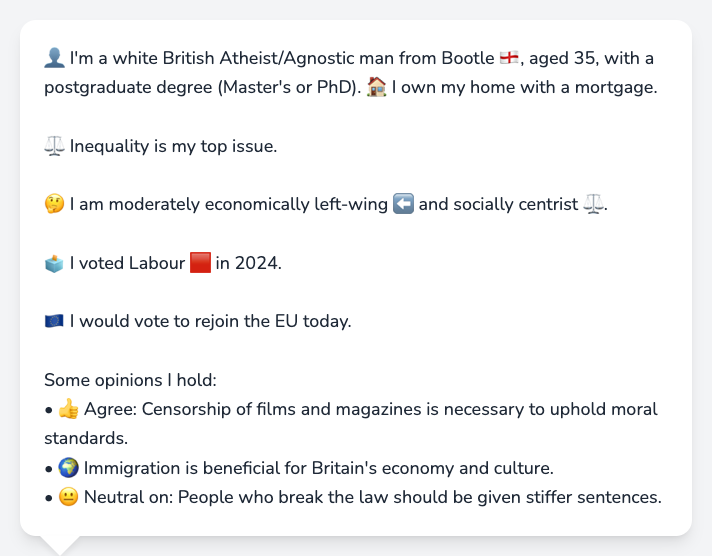 👤 I'm a white British Atheist/Agnostic man from Bootle 🏴󠁧󠁢󠁥󠁮󠁧󠁿, aged 35, with a
postgraduate degree (Master's or PhD). 🏠 I own my home with a mortgage.
⚖️ Inequality is my top issue.
🤔 I am moderately economically left-wing ⬅️ and socially centrist ⚖️.
🗳️ I voted Labour 🟥 in 2024.
🇪🇺 I would vote to rejoin the EU today.
Some opinions I hold:
• 👍 Agree: Censorship of films and magazines is necessary to uphold moral
standards.
• 🌍 Immigration is beneficial for Britain's economy and culture.
• 😐 Neutral on: People who break the law should be given stiffer sentences.